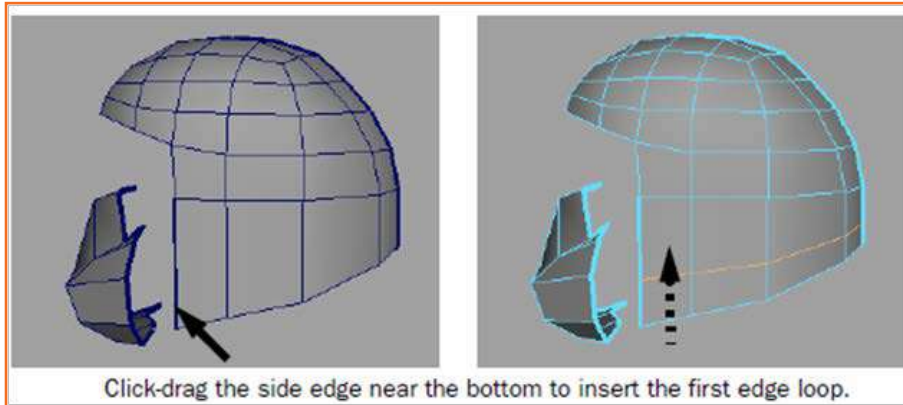 Click-drag the side edge near the bottom to insert the first edge loop.